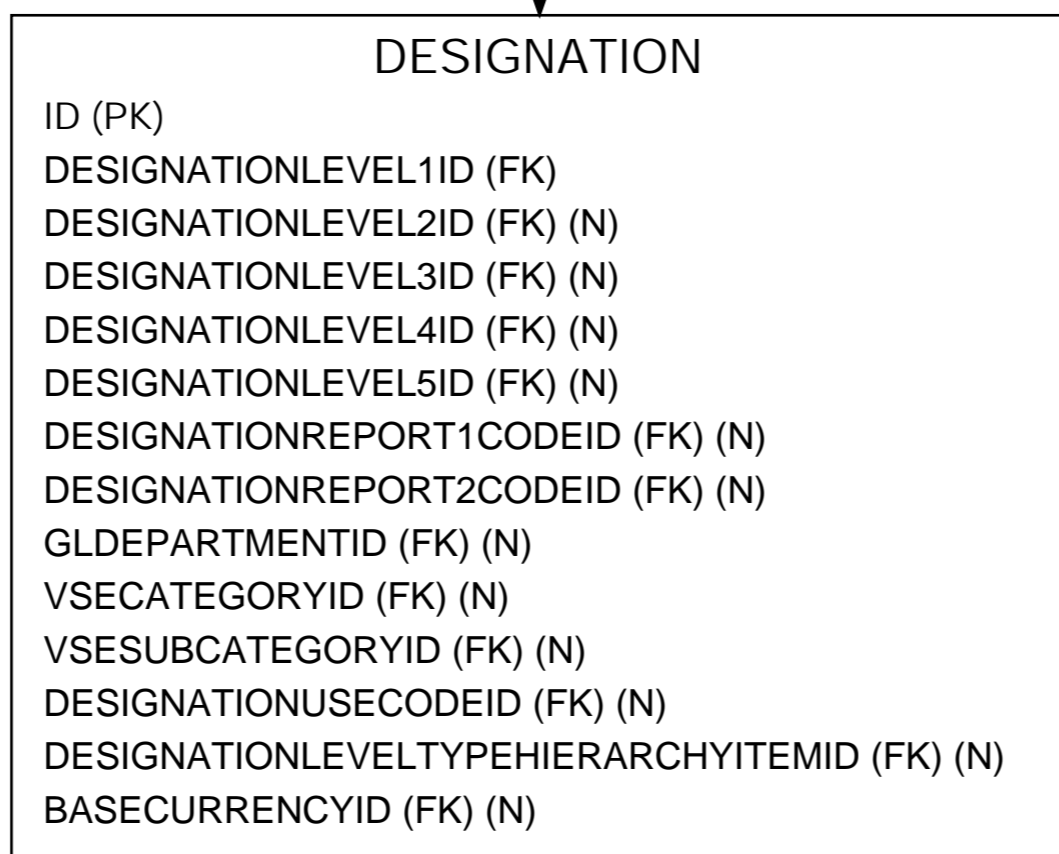 DESIGNATION
ID (PK)
DESIGNATIONLEVEL1ID (FK)
DESIGNATIONLEVEL2ID (FK) (N)
DESIGNATIONLEVEL3ID (FK) (N)
DESIGNATIONLEVEL4ID (FK) (N)
DESIGNATIONLEVEL5ID (FK) (N)
DESIGNATIONREPORT1CODEID (FK) (N)
DESIGNATIONREPORT2CODEID (FK) (N)
GLDEPARTMENTID (FK) (N)
VSECATEGORYID (FK) (N)
VSESUBCATEGORYID (FK) (N)
DESIGNATIONUSECODEID (FK) (N)
DESIGNATIONLEVELTYPEHIERARCHYITEMID (FK) (N)
BASECURRENCYID (FK) (N)